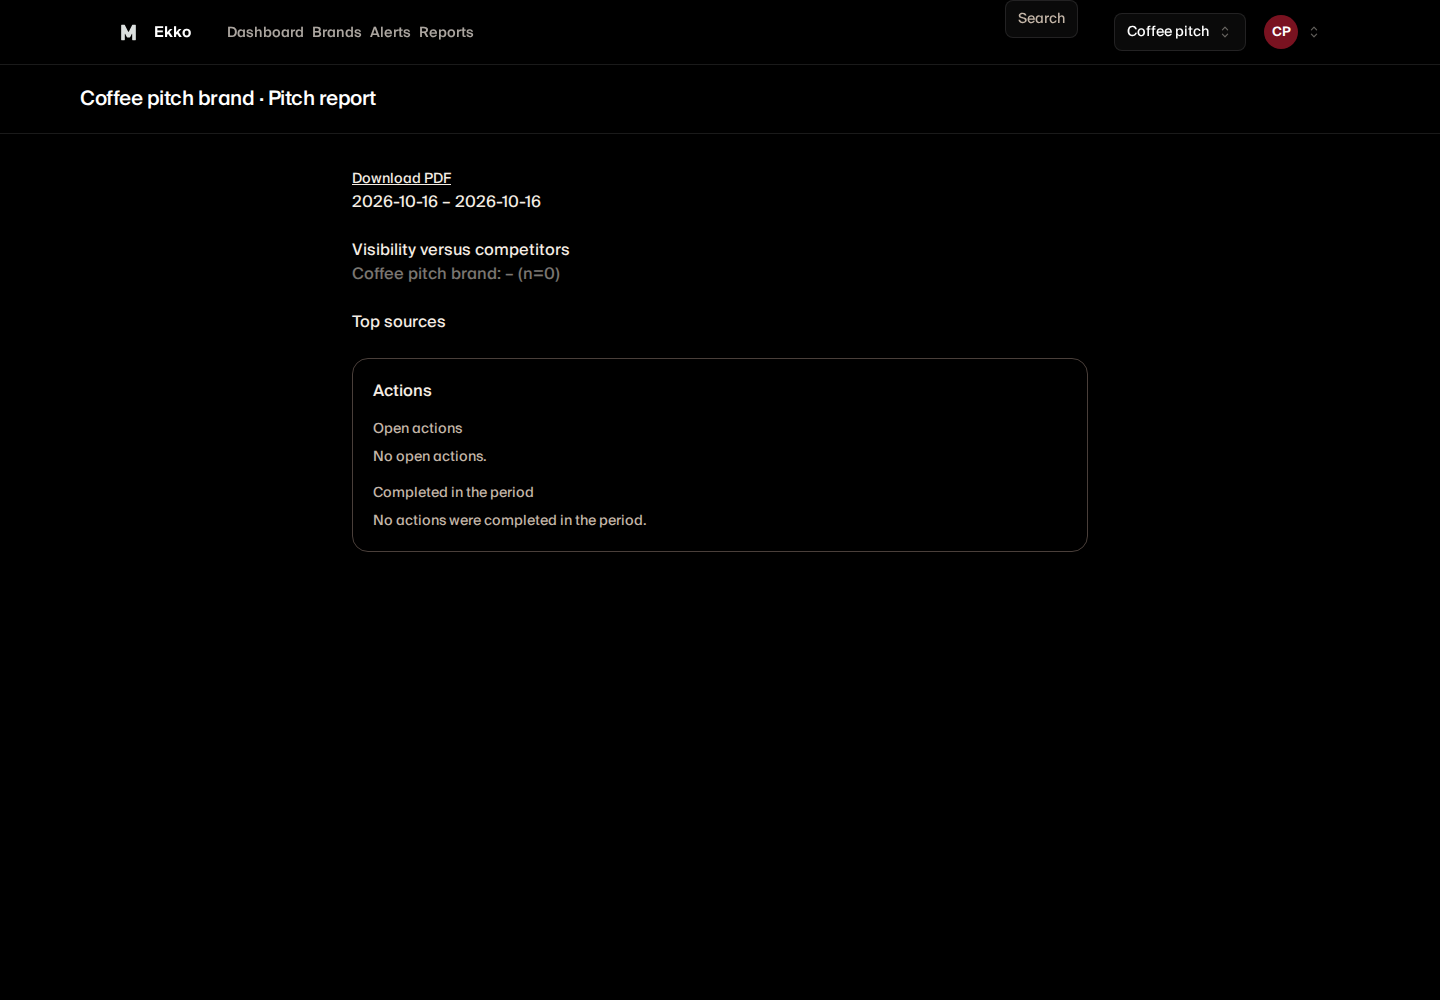 M Ekko Dashboard Brands Alerts Reports Search Coffee pitch CP
Coffee pitch brand · Pitch report
Download PDF
2026-10-16 – 2026-10-16
Visibility versus competitors
Coffee pitch brand: – (n=0)
Top sources
Actions
Open actions
No open actions.
Completed in the period
No actions were completed in the period.